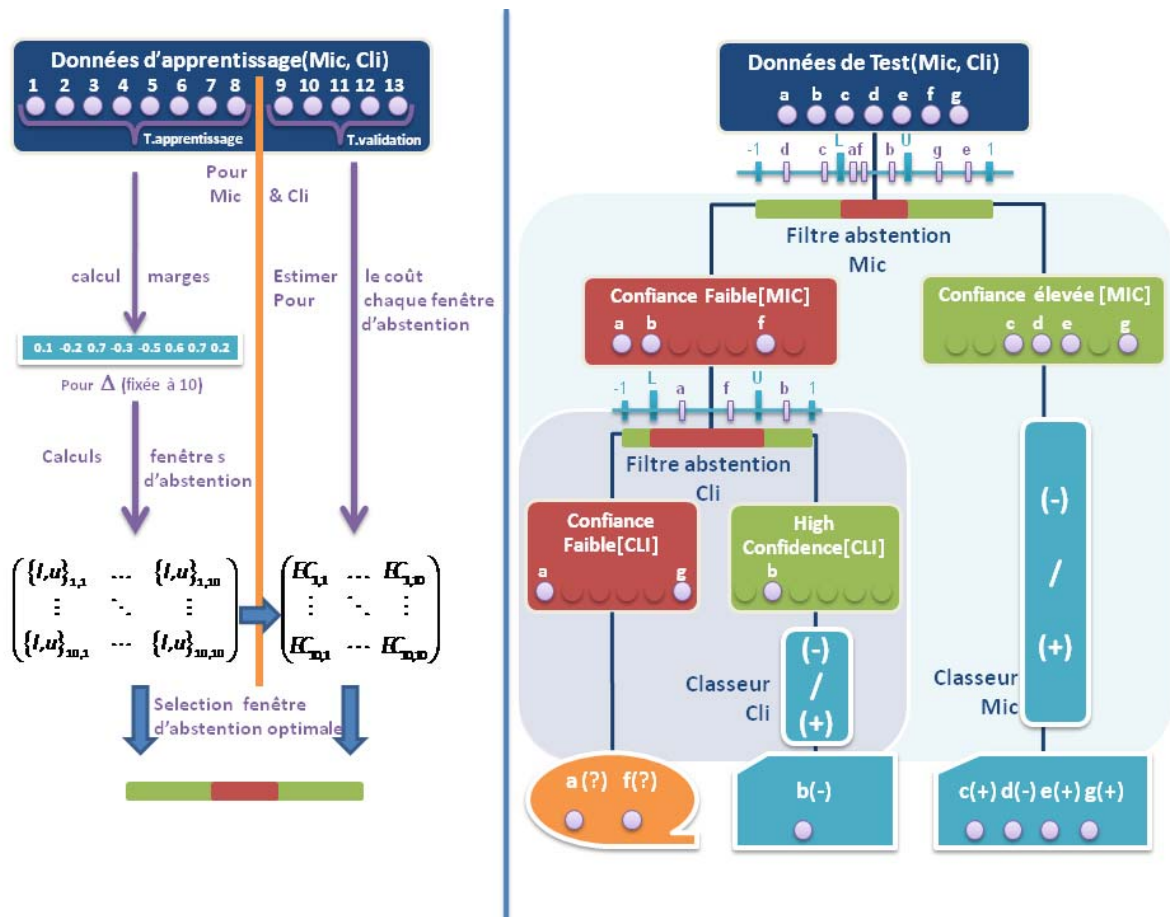 Données d'apprentissage(Mic, Cli)
1 2 3 4 5 6 7 8 9 10 11 12 13
T.apprentissage
T.validation
Pour
Mic & Cli
calcul marges
Estimer le coût
Pour chaque fenêtre
d'abstention
0.1 -0.2 0.7 -0.3 -0.5 0.6 0.7 0.2
Pour Δ (fixée à 10)
Calculs fenêtre s
d'abstention
{l,u}1,1 ... {l,u}1,10
⋮ ⋱ ⋮
{l,u}10,1 ... {l,u}10,10
EC1,1 ... EC1,10
⋮ ⋱ ⋮
EC10,1 ... EC10,10
Selection fenêtre
d'abstention optimale
Données de Test(Mic, Cli)
a b c d e f g
-1 d c L a f b U g e 1
Filtre abstention
Mic
Confiance Faible[MIC]
a b f
Confiance élevée [MIC]
c d e g
-1 L a f U b 1
Filtre abstention
Cli
Confiance
Faible[CLI]
a g
High
Confidence[CLI]
b
(-)
/
(+)
Classeur
Cli
(-)
/
(+)
Classeur
Mic
a (?) f(?)
b(-)
c(+) d(-) e(+) g(+)